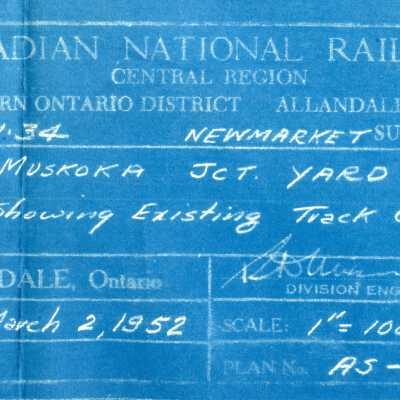 ADIAN NATIONAL RAIL
CENTRAL REGION
RN ONTARIO DISTRICT ALLANDALE
.34 NEWMARKET SU
MUSKOKA JCT. YARD
Showing Existing Track
DALE, Ontario
DIVISION ENG
March 2, 1952 SCALE: 1"= 100
PLAN No. AS-